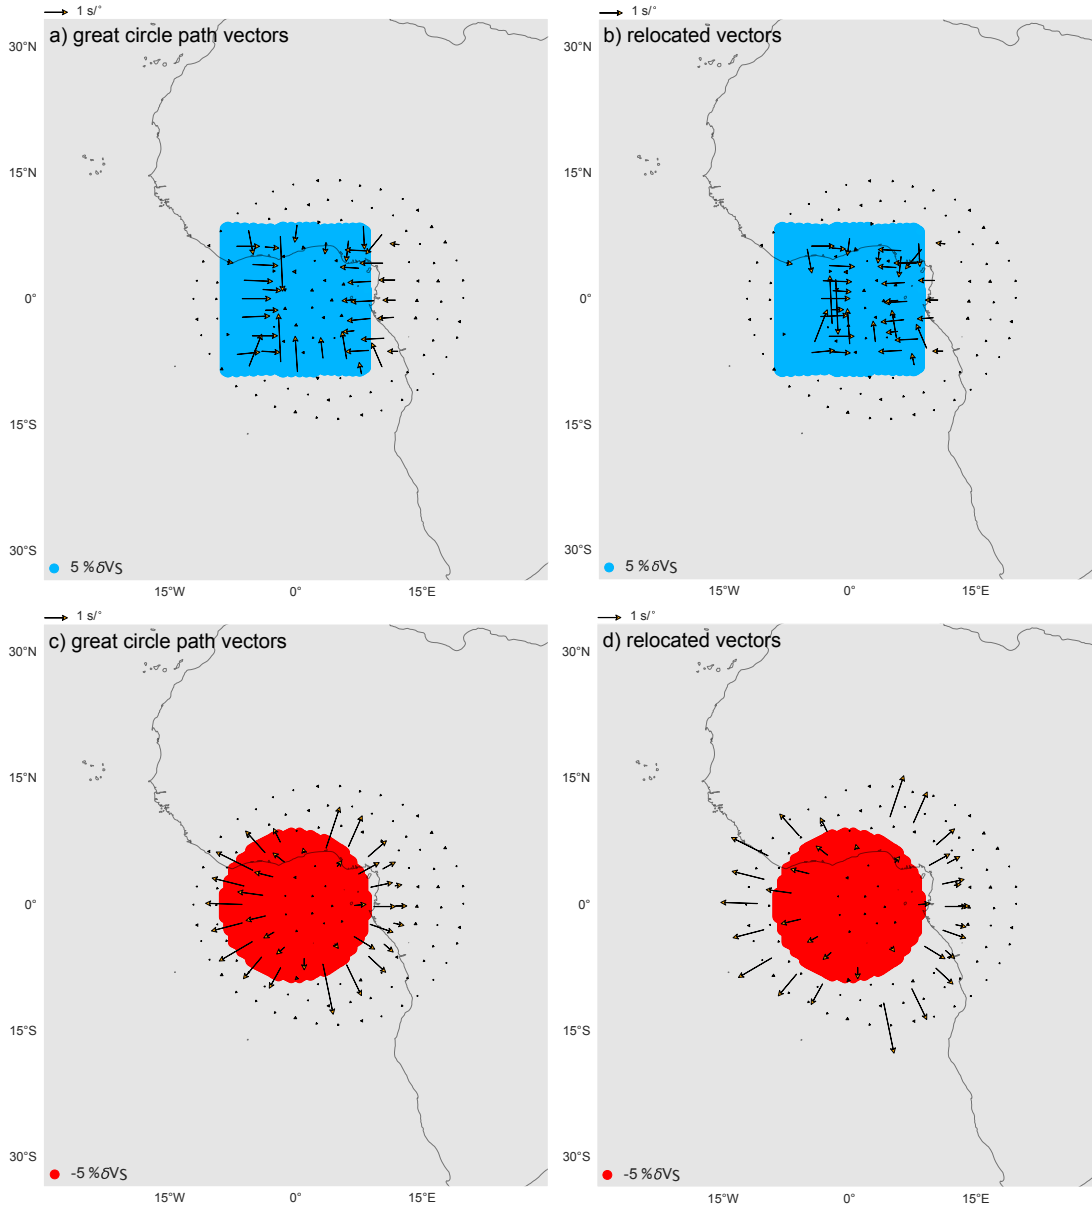 1 s/° 1 s/°
a) great circle path vectors b) relocated vectors
30°N 30°N
15°N 15°N
0° 0°
15°S 15°S
30°S 30°S
5 %δVS 5 %δVS
15°W 0° 15°E 15°W 0° 15°E
1 s/° 1 s/°
c) great circle path vectors d) relocated vectors
30°N 30°N
15°N 15°N
0° 0°
15°S 15°S
30°S 30°S
-5 %δVS -5 %δVS
15°W 0° 15°E 15°W 0° 15°E